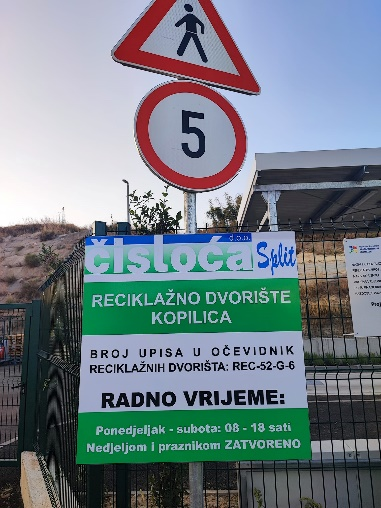 5
čistoća d.o.o. Split
RECIKLAŽNO DVORIŠTE
KOPILICA
BROJ UPISA U OČEVIDNIK
RECIKLAŽNIH DVORIŠTA: REC-52-G-6
RADNO VRIJEME:
Ponedjeljak - subota: 08 - 18 sati
Nedjeljom i praznikom ZATVORENO